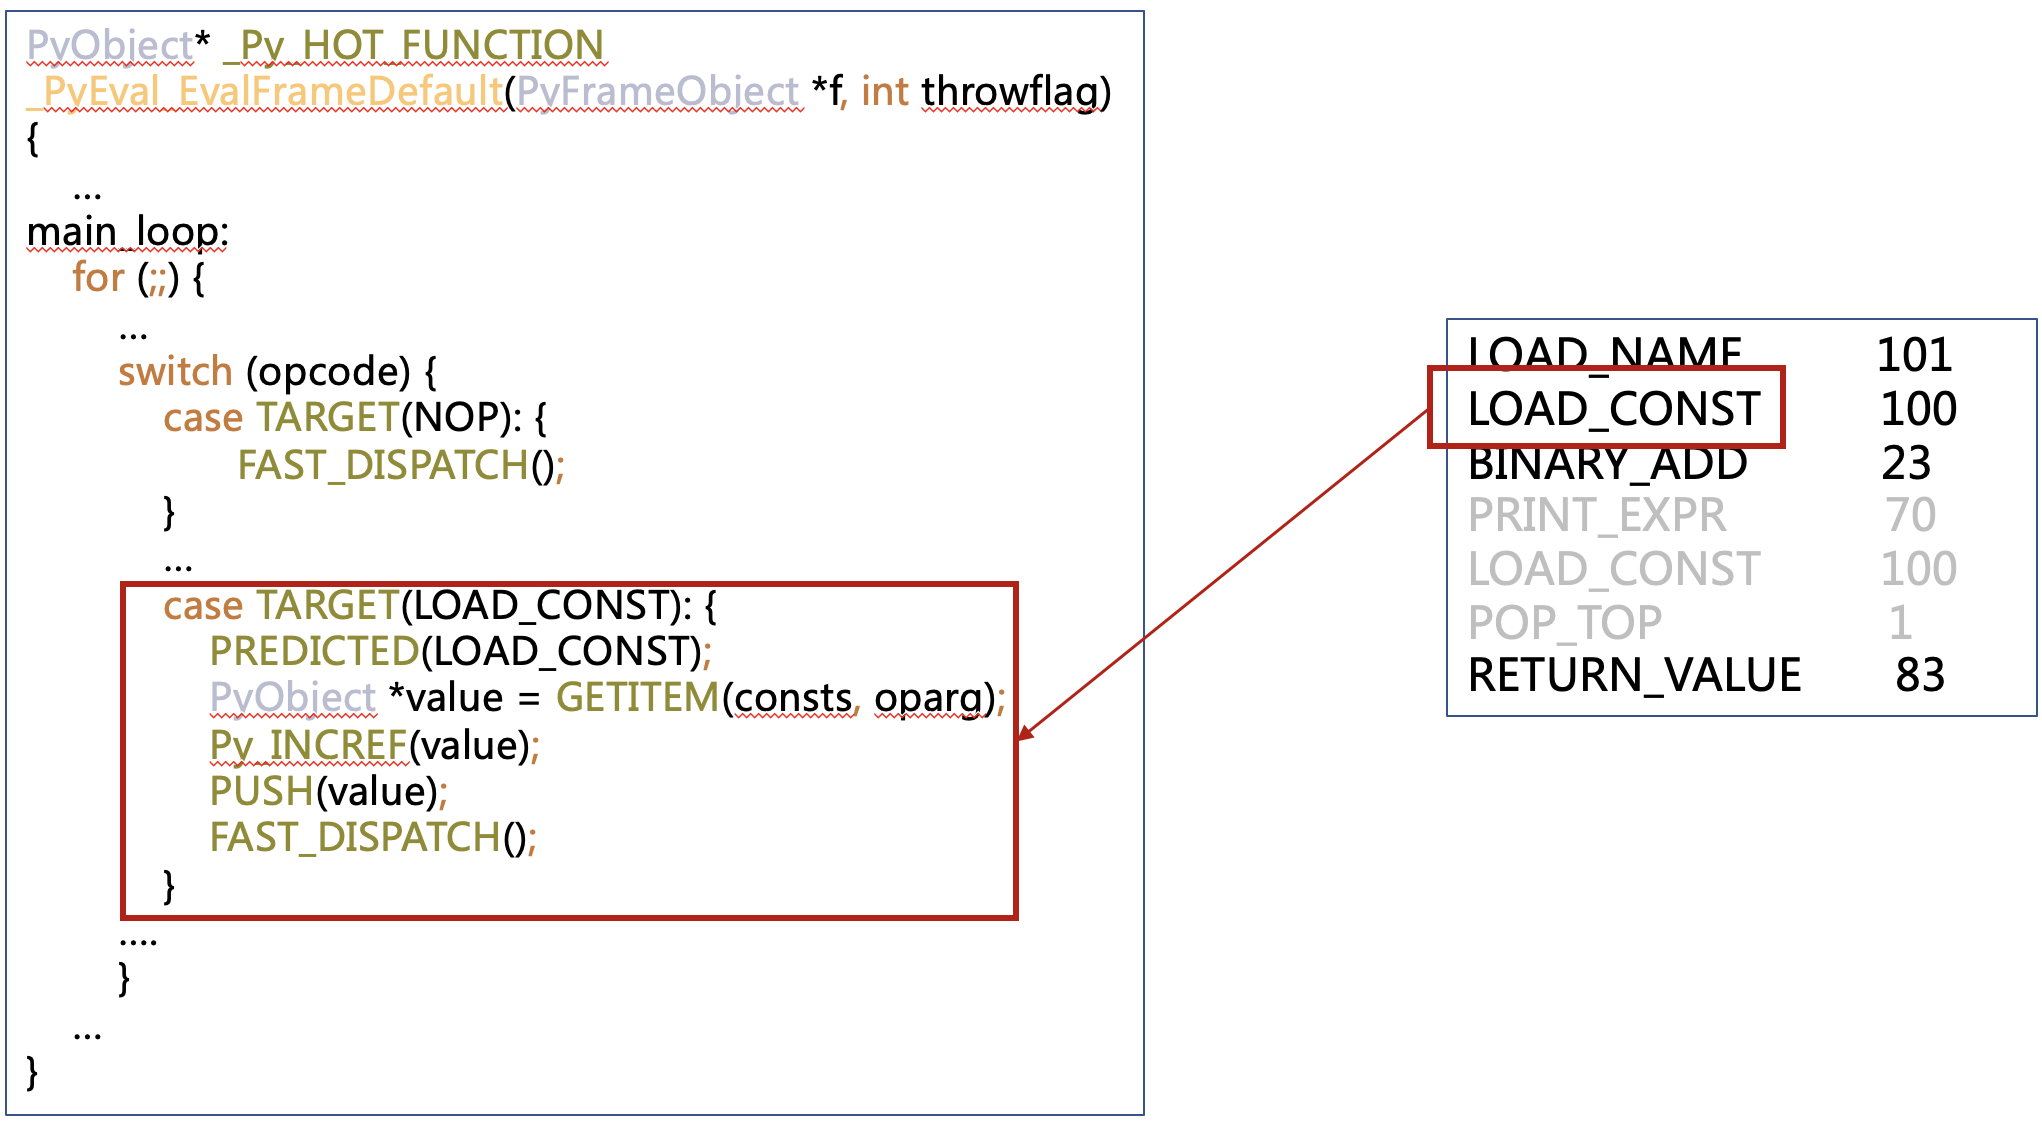 PyObject* _Py_HOT_FUNCTION
_PyEval_EvalFrameDefault(PyFrameObject *f, int throwflag)
{
...
main_loop:
for (;;) {
...
switch (opcode) {
case TARGET(NOP): {
FAST_DISPATCH();
}
...
case TARGET(LOAD_CONST): {
PREDICTED(LOAD_CONST);
PyObject *value = GETITEM(consts, oparg);
Py_INCREF(value);
PUSH(value);
FAST_DISPATCH();
}
....
}
...
}
LOAD_NAME 101
LOAD_CONST 100
BINARY_ADD 23
PRINT_EXPR 70
LOAD_CONST 100
POP_TOP 1
RETURN_VALUE 83